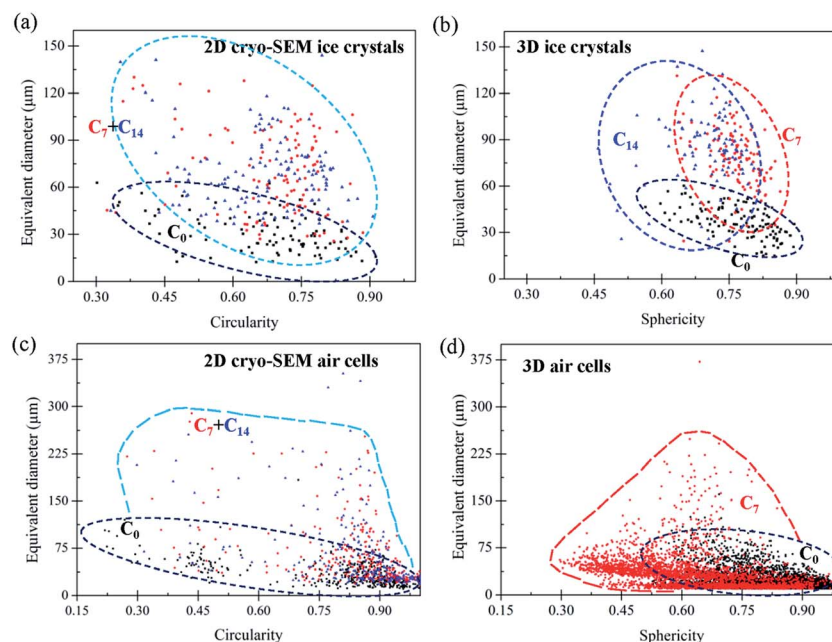 (a)
2D cryo-SEM ice crystals
150
120
90
60
30
0
Equivalent diameter (μm)
C7+C14
C0
0.30 0.45 0.60 0.75 0.90
Circularity
(b)
3D ice crystals
150
120
90
60
30
0
Equivalent diameter (μm)
C14
C7
C0
0.30 0.45 0.60 0.75 0.90
Sphericity
(c)
2D cryo-SEM air cells
375
300
225
150
75
0
Equivalent diameter (μm)
C7+C14
C0
0.15 0.30 0.45 0.60 0.75 0.90
Circularity
(d)
3D air cells
375
300
225
150
75
0
Equivalent diameter (μm)
C7
C0
0.15 0.30 0.45 0.60 0.75 0.90
Sphericity